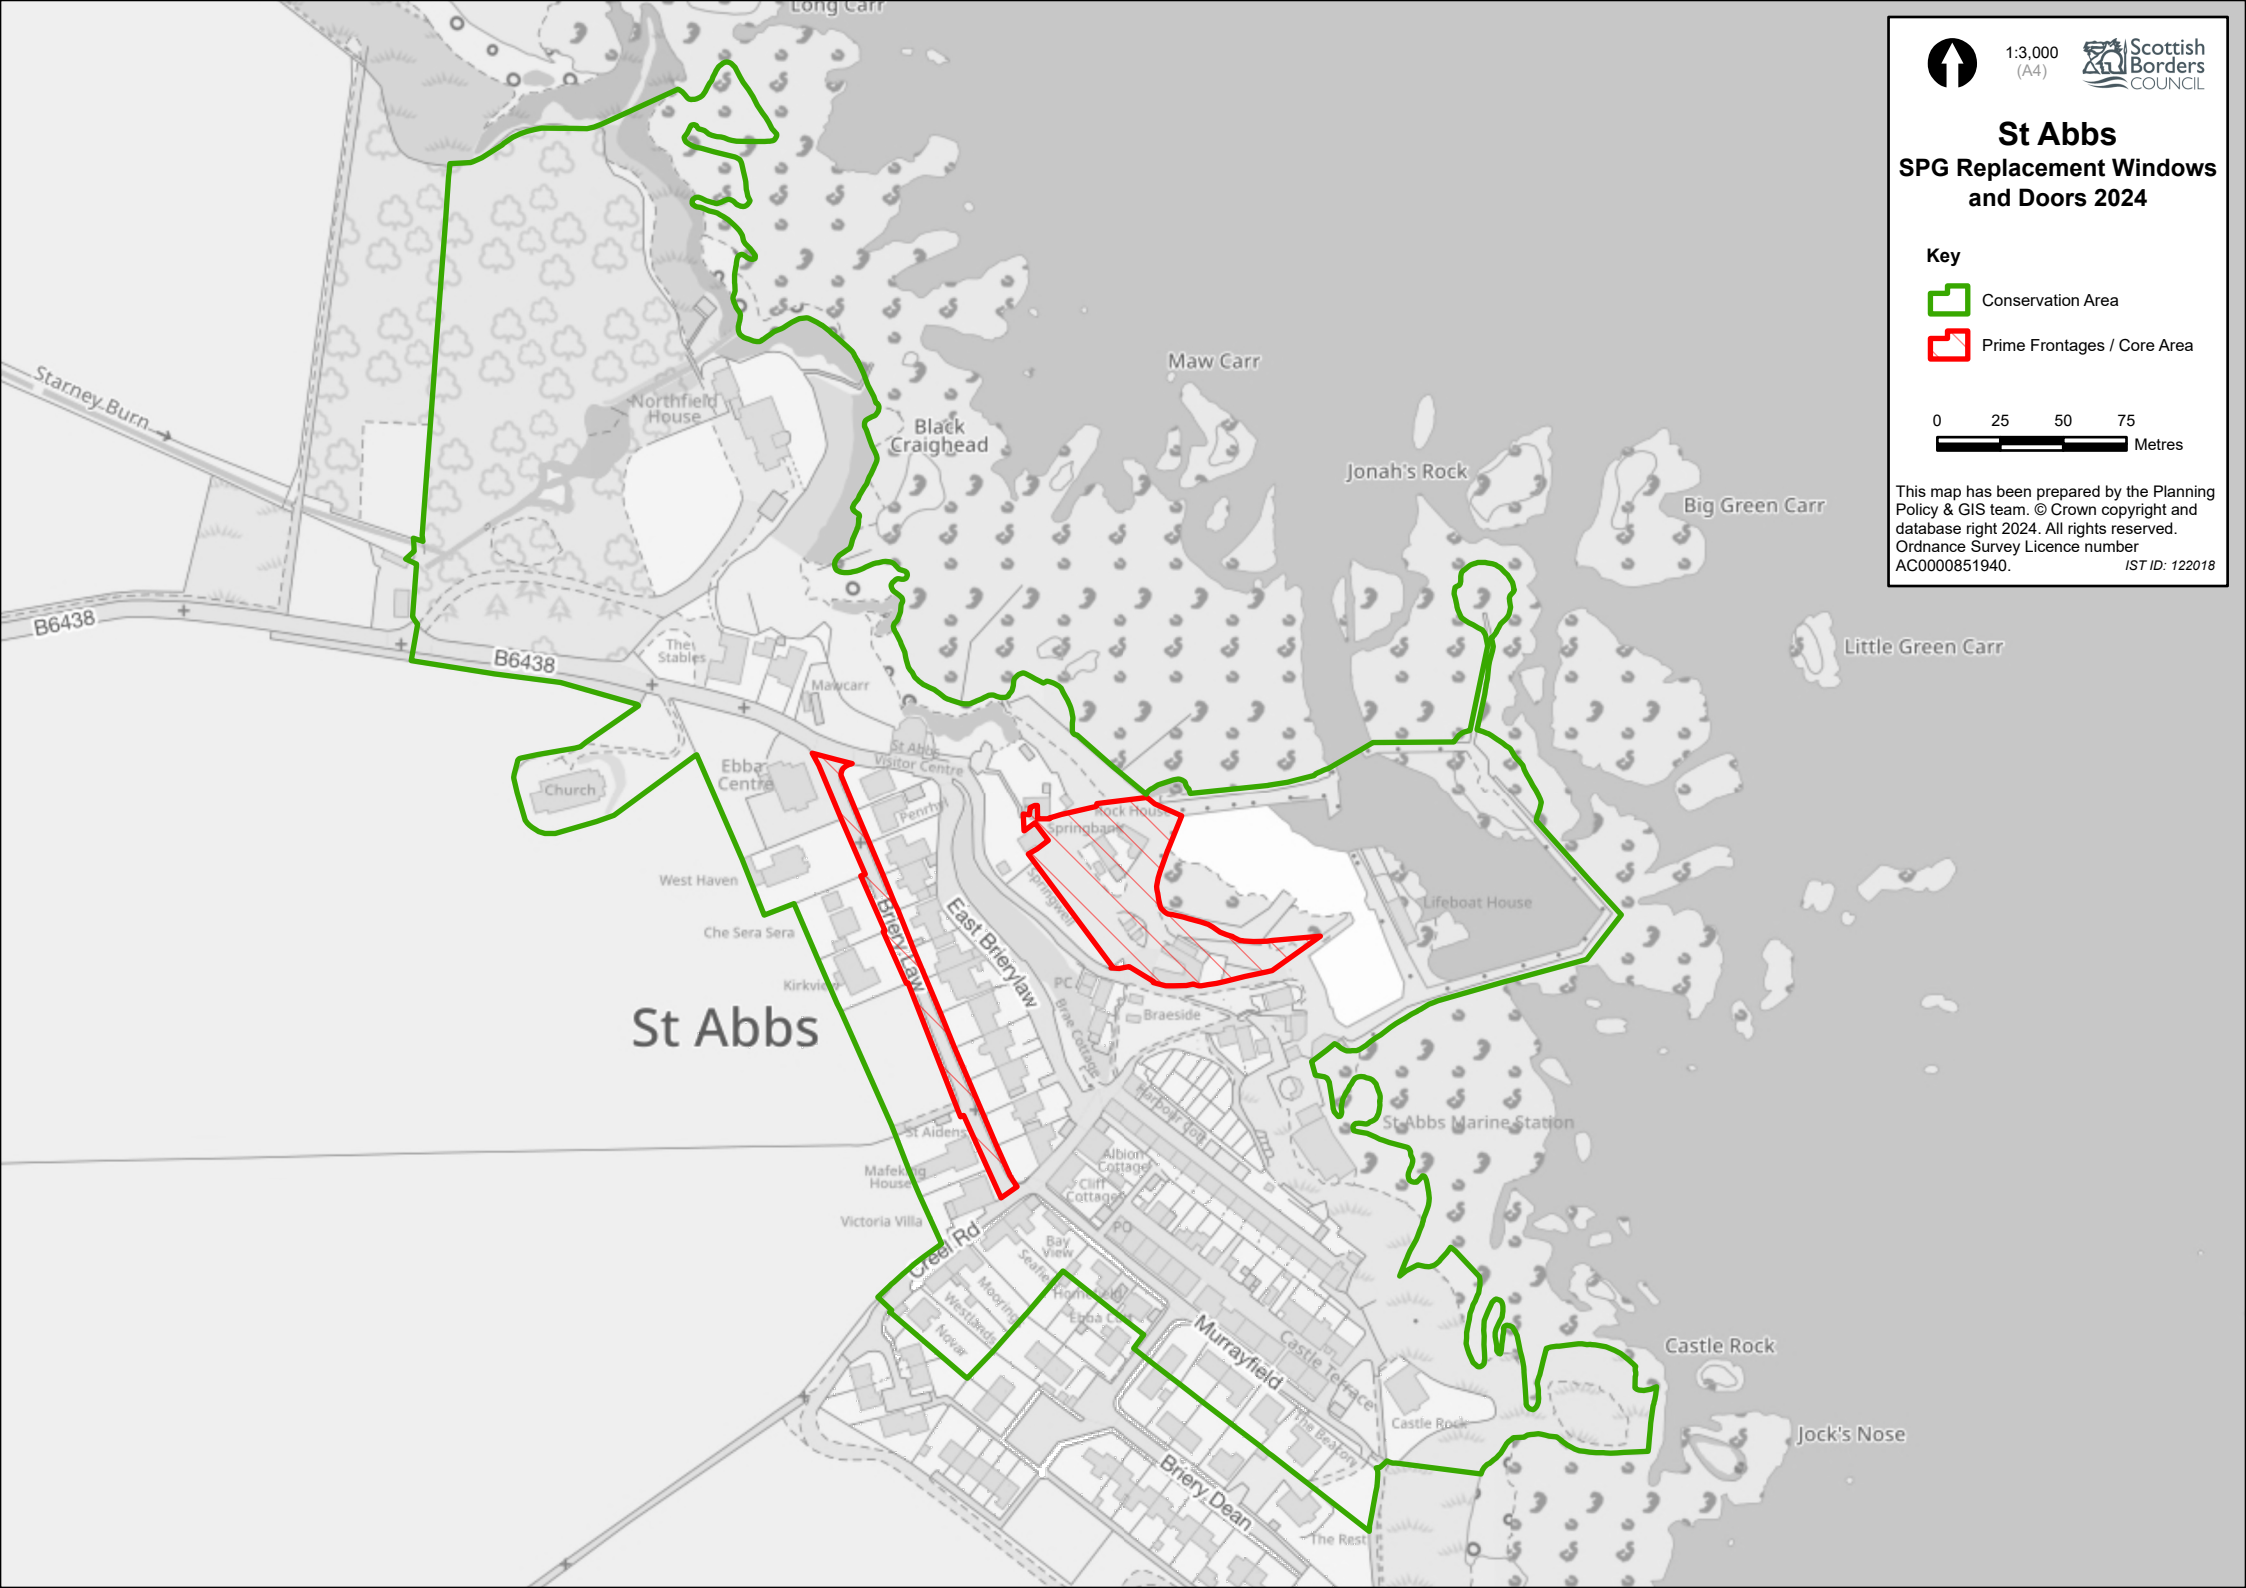 Long Carr
1:3,000
(A4)
Scottish
Borders
COUNCIL
St Abbs
SPG Replacement Windows
and Doors 2024
Key
Conservation Area
Prime Frontages / Core Area
0 25 50 75
Metres
This map has been prepared by the Planning
Policy & GIS team. © Crown copyright and
database right 2024. All rights reserved.
Ordnance Survey Licence number
AC0000851940.
IST ID: 122018
Starney Burn
Northfield
House
Black
Craighead
Maw Carr
Jonah's Rock
Big Green Carr
Little Green Carr
B6438
B6438
The
Stables
Mawcarr
St Abbs
Visitor Centre
Ebba
Centre
Church
Penrhyl
Rock House
Springbank
Springwell
West Haven
Che Sera Sera
Kirkview
Briery Law
East Brierylaw
Lifeboat House
PC
Brae Cottage
Braeside
St Abbs
Harbour Cott
St Abbs Marine Station
St Aidens
Mafeking
House
Victoria Villa
Albion
Cottage
Cliff
Cottage
PO
Creel Rd
Bay
View
Seafield
Mooring
Westlands
Novar
Homefield
Ebba Cott
Murrayfield
Castle Terrace
The Beacon
Castle Rock
Castle Rock
Jock's Nose
Briery Dean
The Rest